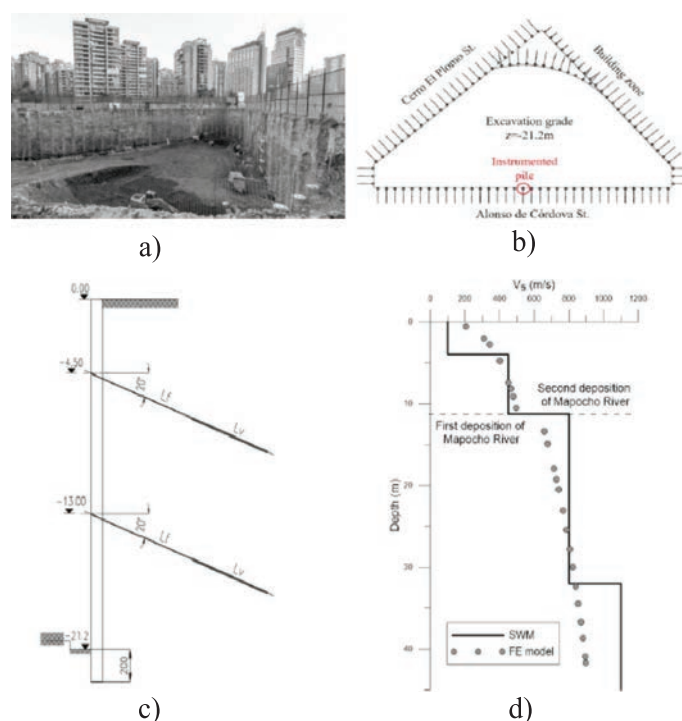 a)
Cerro El Plomo St.
Building zone
Excavation grade
z=-21.2m
Instrumented
pile
Alonso de Córdova St.
b)
0.00
-4.50
20°
Lf
Lv
-13.00
20°
Lf
Lv
-21.2
200
c)
Vs (m/s)
0 200 400 600 800 1000 1200
0
10
20
30
40
Depth (m)
Second deposition
of Mapocho River
First deposition of
Mapocho River
SWM
FE model
d)